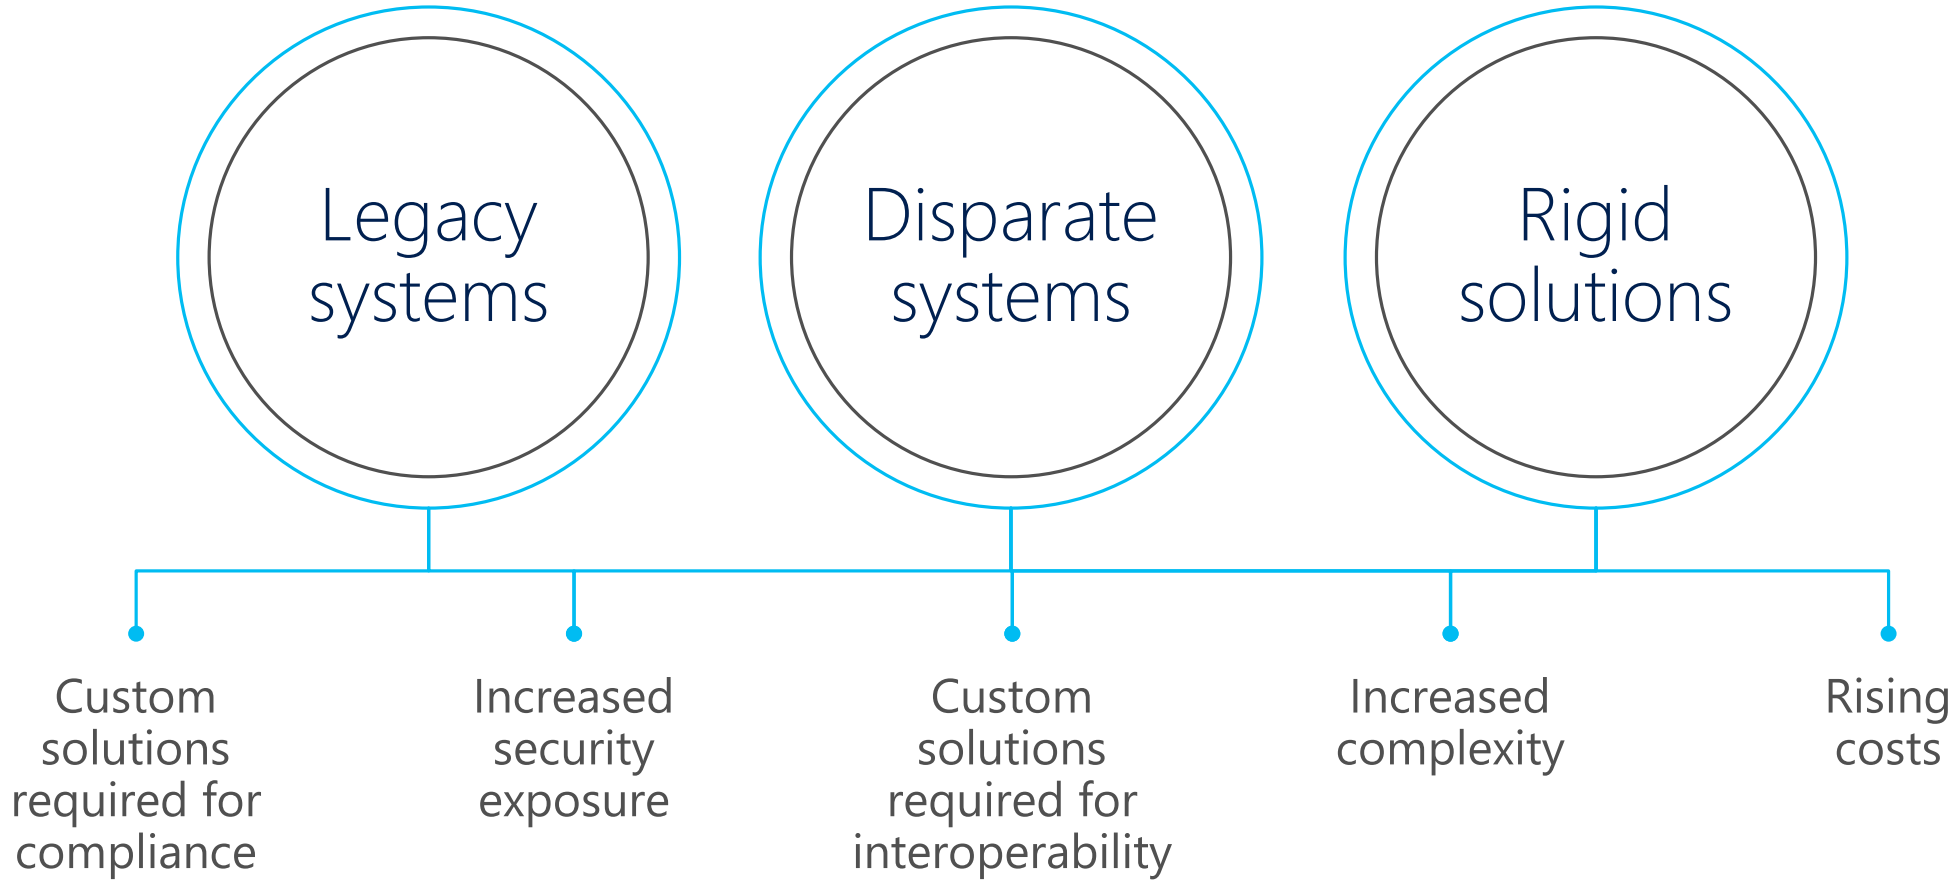 Legacy
systems
Disparate
systems
Rigid
solutions
Custom
solutions
required for
compliance
Increased
security
exposure
Custom
solutions
required for
interoperability
Increased
complexity
Rising
costs